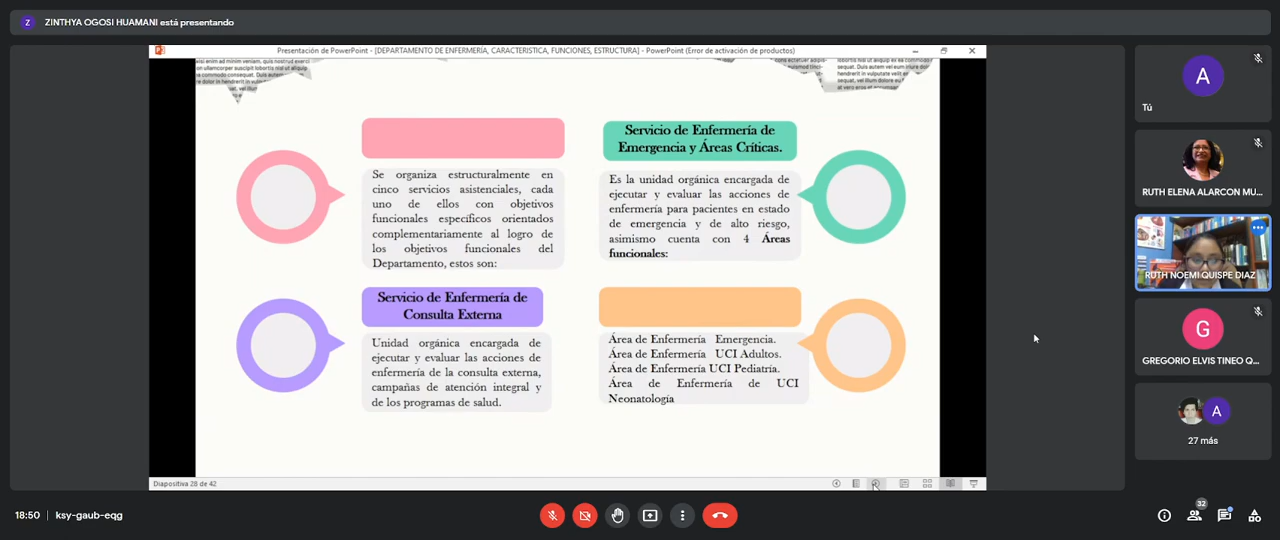 Z ZINTHYA OGOSI HUAMANI está presentando
Presentación de PowerPoint - [DEPARTAMENTO DE ENFERMERÍA, CARACTERISTICA, FUNCIONES, ESTRUCTURA] - PowerPoint (Error de activación de productos)
Se organiza estructuralmente en
cinco servicios asistenciales, cada
uno de ellos con objetivos
funcionales específicos orientados
complementariamente al logro de
los objetivos funcionales del
Departamento, estos son:
Servicio de Enfermería de
Emergencia y Áreas Críticas.
Es la unidad orgánica encargada de
ejecutar y evaluar las acciones de
enfermería para pacientes en estado
de emergencia y de alto riesgo,
asimismo cuenta con 4 Áreas
funcionales:
Servicio de Enfermería de
Consulta Externa
Unidad orgánica encargada de
ejecutar y evaluar las acciones de
enfermería de la consulta externa,
campañas de atención integral y
de los programas de salud.
Área de Enfermería Emergencia.
Área de Enfermería UCI Adultos.
Área de Enfermería UCI Pediatría.
Área de Enfermería de UCI
Neonatología
Diapositiva 28 de 42
A
Tú
RUTH ELENA ALARCON MU...
RUTH NOEMI QUISPE DIAZ
G
GREGORIO ELVIS TINEO Q...
A
27 más
18:50 | ksy-gaub-eqg
32